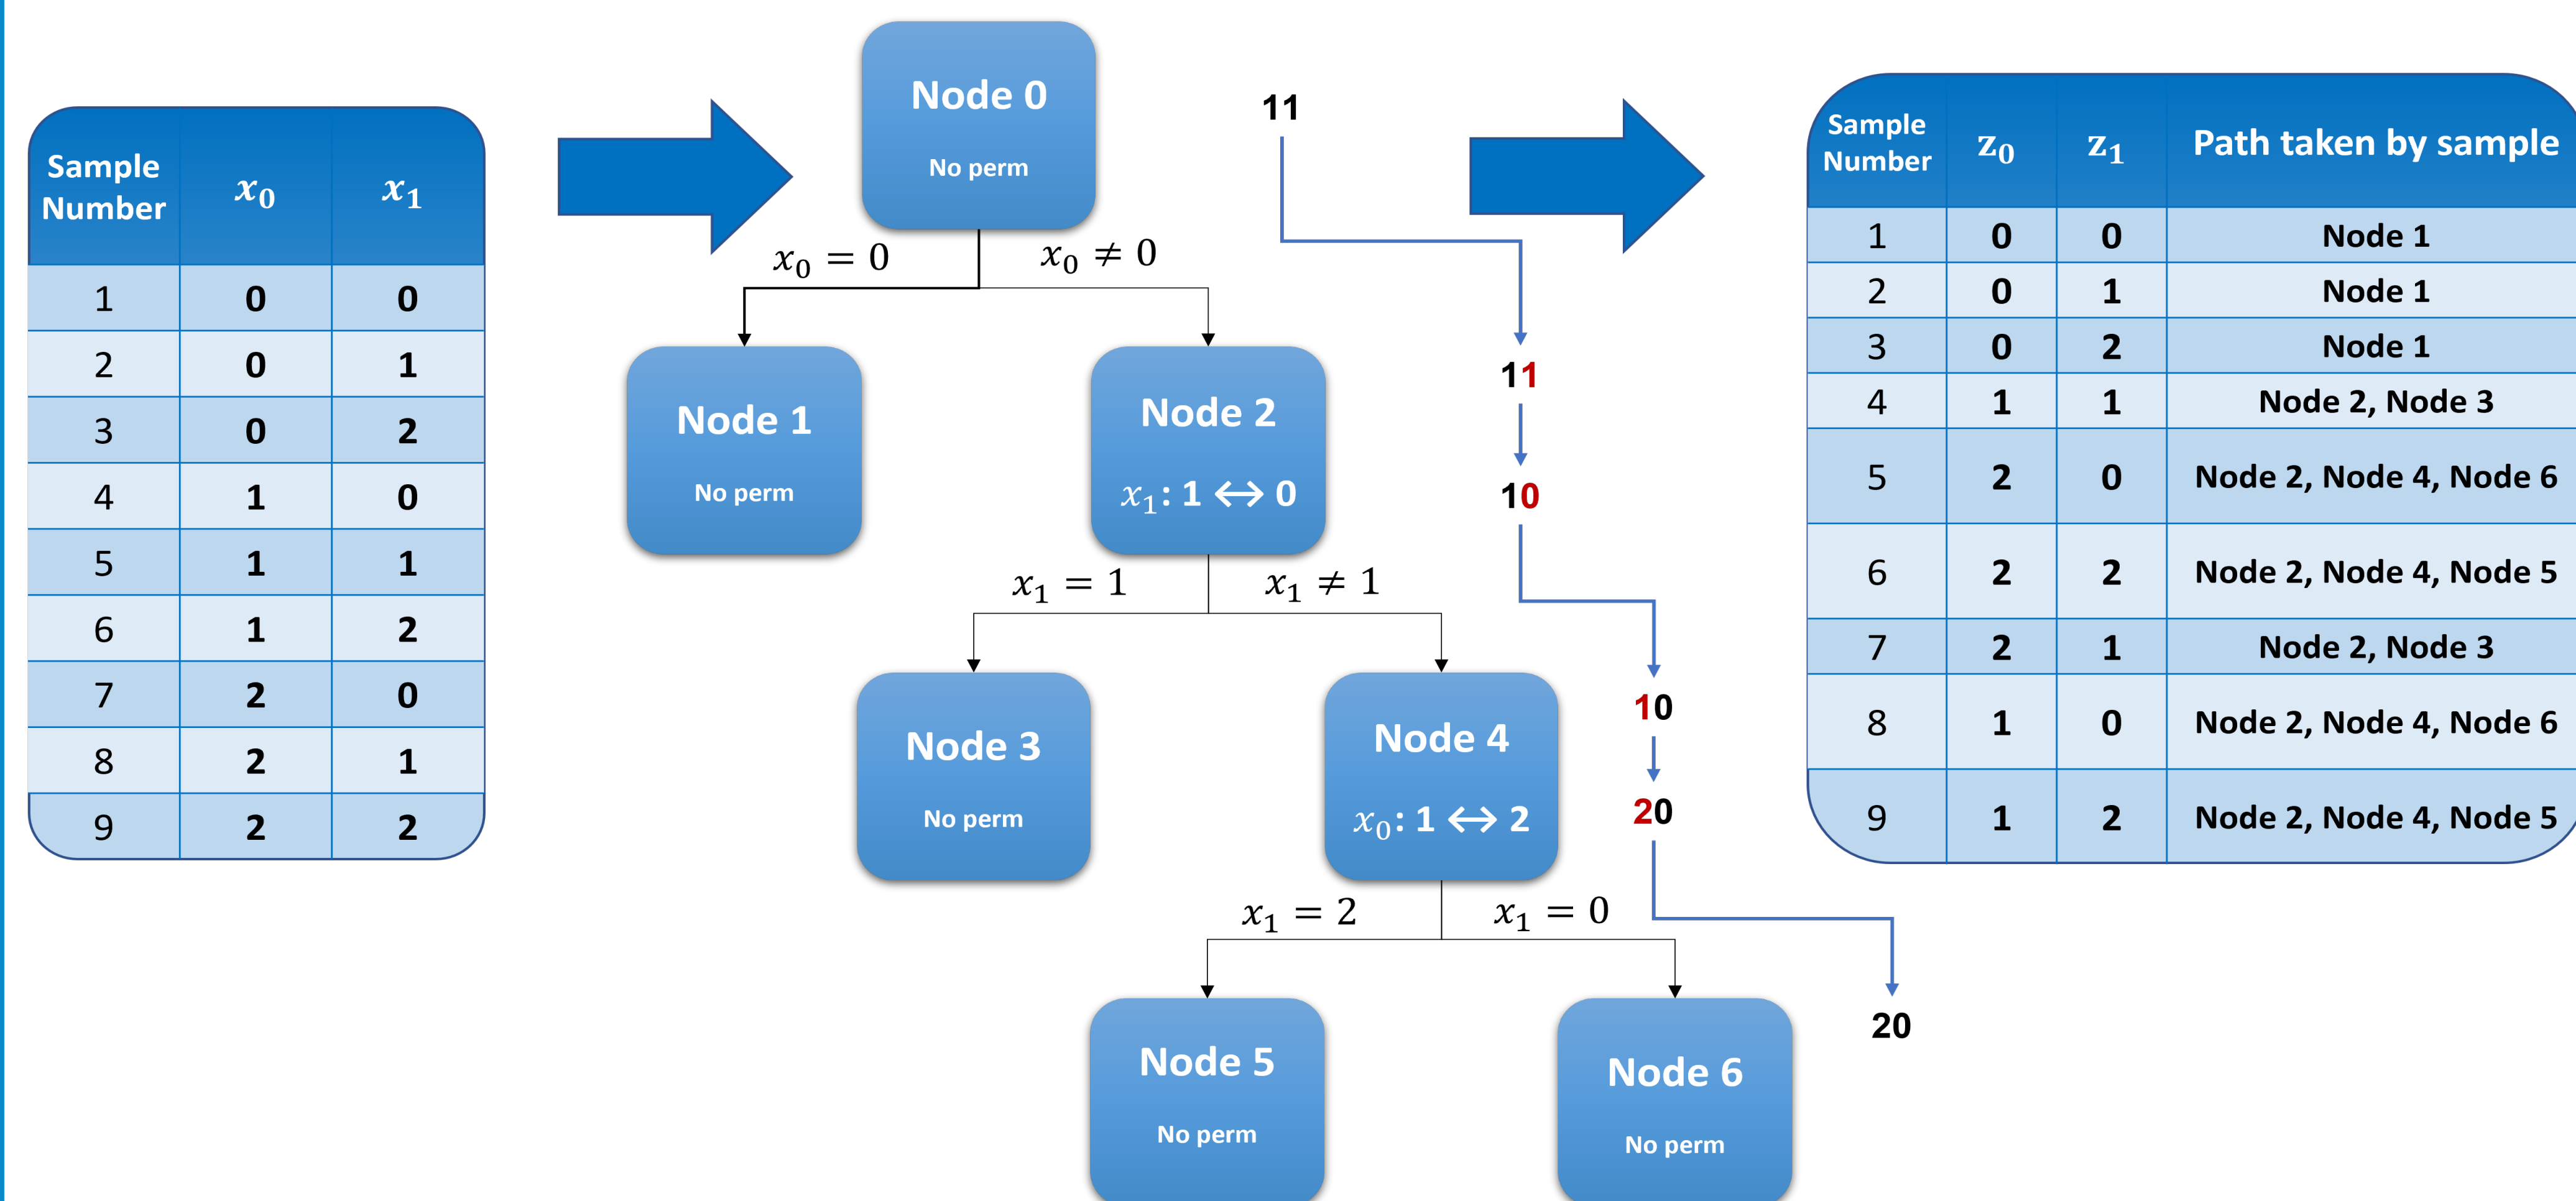 Sample
Number x₀ x₁
1 0 0
2 0 1
3 0 2
4 1 0
5 1 1
6 1 2
7 2 0
8 2 1
9 2 2
Node 0
No perm
x₀ = 0
x₀ ≠ 0
Node 1
No perm
Node 2
x₁: 1 ↔ 0
x₁ = 1
x₁ ≠ 1
Node 3
No perm
Node 4
x₀: 1 ↔ 2
x₁ = 2
x₁ = 0
Node 5
No perm
Node 6
No perm
11
11
10
10
20
20
Sample
Number z₀ z₁ Path taken by sample
1 0 0 Node 1
2 0 1 Node 1
3 0 2 Node 1
4 1 1 Node 2, Node 3
5 2 0 Node 2, Node 4, Node 6
6 2 2 Node 2, Node 4, Node 5
7 2 1 Node 2, Node 3
8 1 0 Node 2, Node 4, Node 6
9 1 2 Node 2, Node 4, Node 5